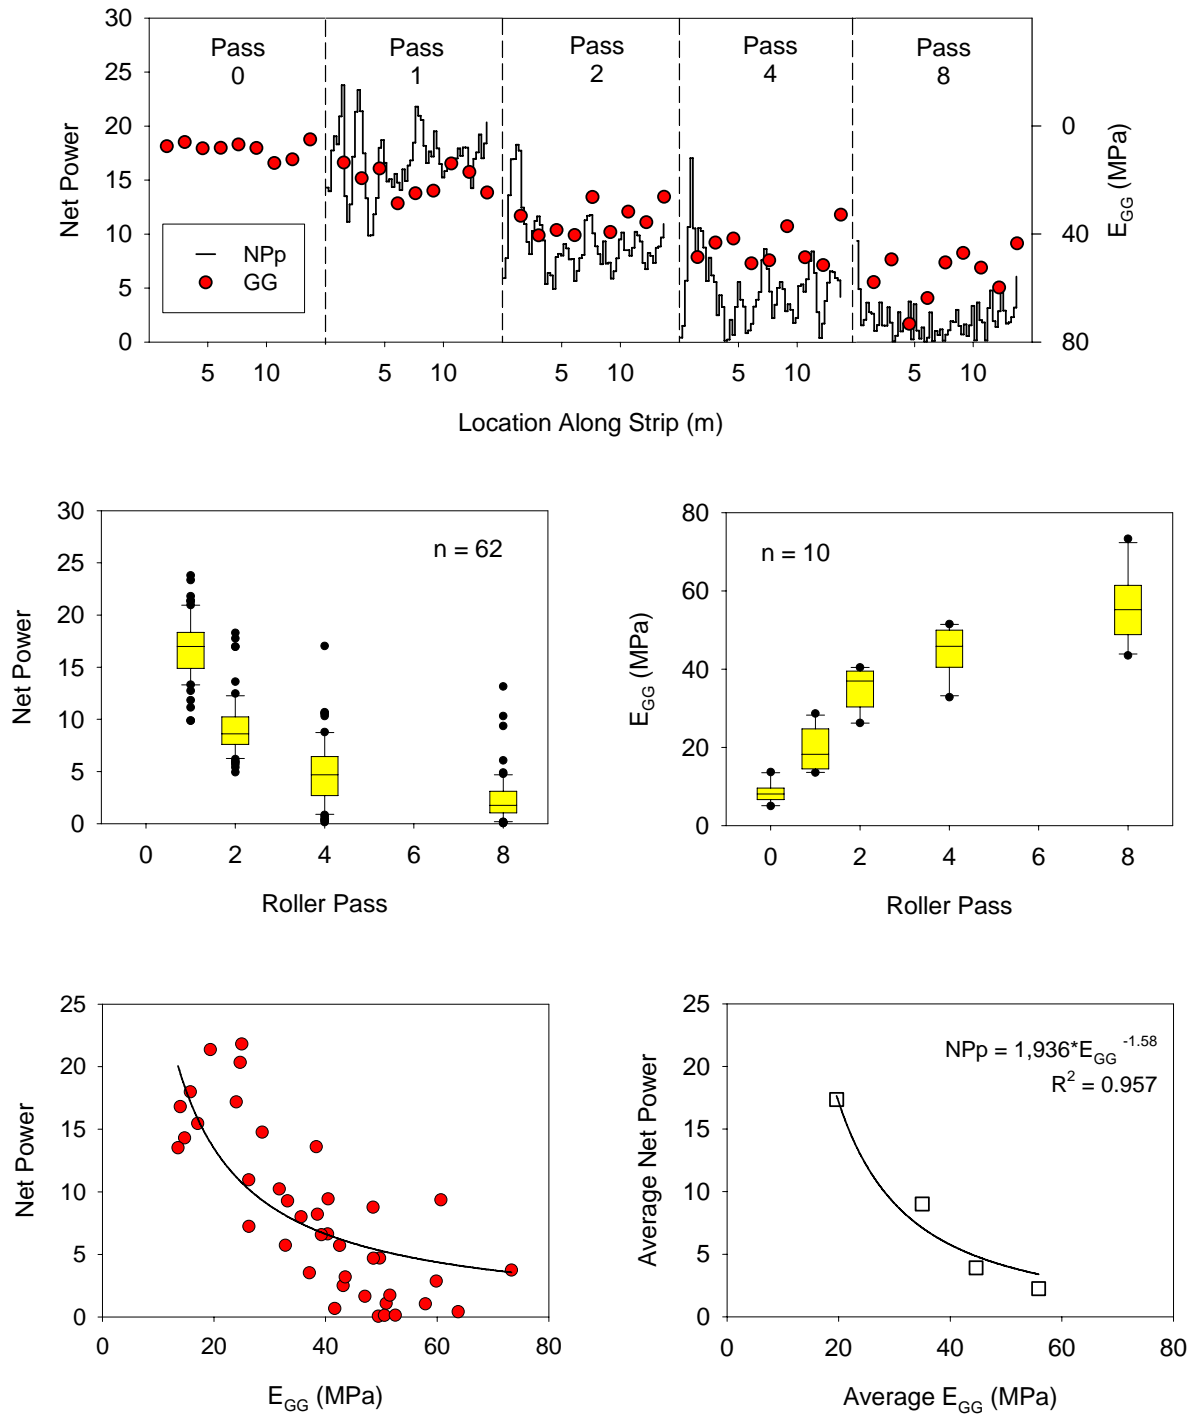 30
25
20
15
10
5
0
Net Power
Pass 0
Pass 1
Pass 2
Pass 4
Pass 8
NPp
GG
0
40
80
E_GG (MPa)
5 10 5 10 5 10 5 10 5 10
Location Along Strip (m)
30
25
20
15
10
5
0
Net Power
n = 62
0 2 4 6 8
Roller Pass
80
60
40
20
0
E_GG (MPa)
n = 10
0 2 4 6 8
Roller Pass
25
20
15
10
5
0
Net Power
0 20 40 60 80
E_GG (MPa)
25
20
15
10
5
0
Average Net Power
NPp = 1,936*E_GG ^-1.58
R² = 0.957
0 20 40 60 80
Average E_GG (MPa)